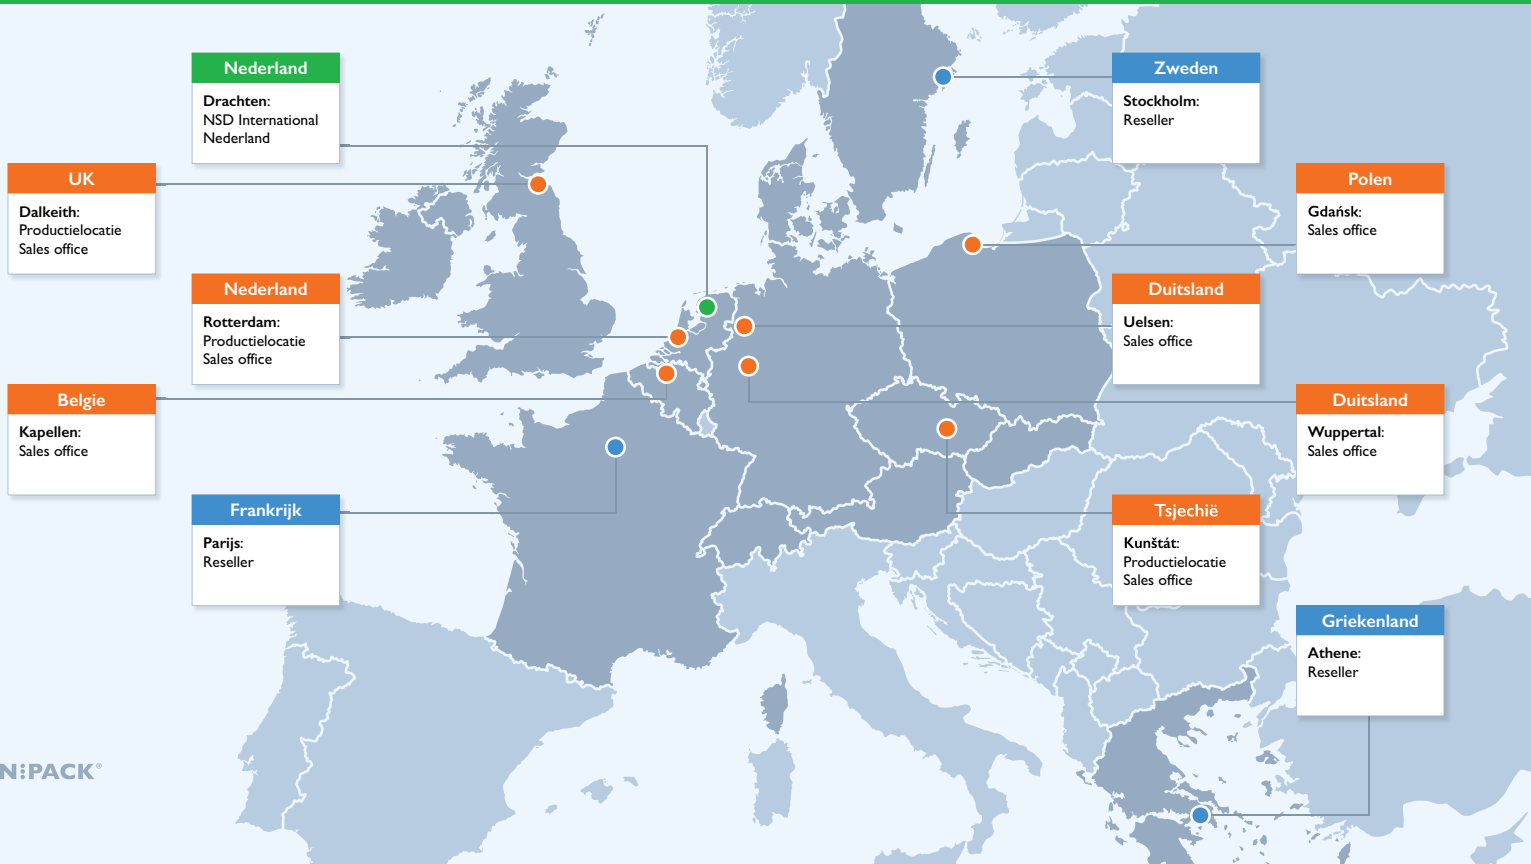 Nederland
Drachten:
NSD International
Nederland
UK
Dalkeith:
Productielocatie
Sales office
Nederland
Rotterdam:
Productielocatie
Sales office
Belgie
Kapellen:
Sales office
Frankrijk
Parijs:
Reseller
Zweden
Stockholm:
Reseller
Polen
Gdańsk:
Sales office
Duitsland
Uelsen:
Sales office
Duitsland
Wuppertal:
Sales office
Tsjechië
Kunštát:
Productielocatie
Sales office
Griekenland
Athene:
Reseller
N⁝PACK®